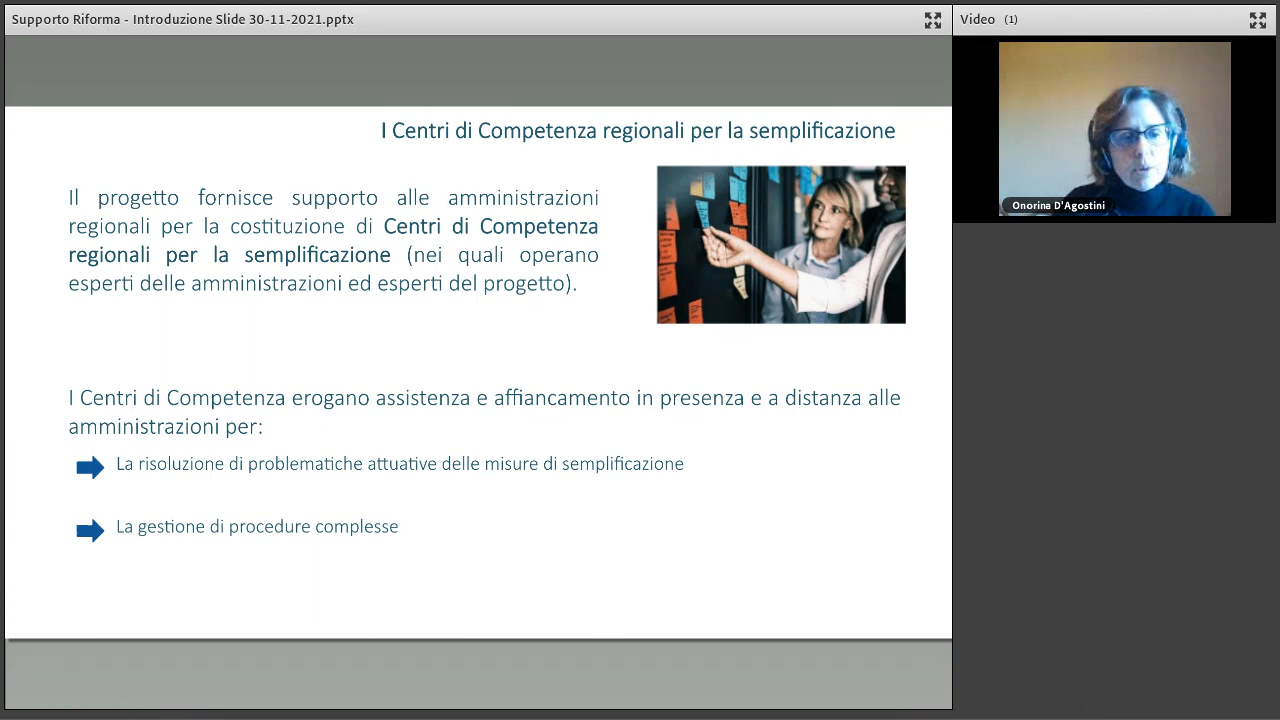 Supporto Riforma - Introduzione Slide 30-11-2021.pptx
Video (1)
Onorina D'Agostini
I Centri di Competenza regionali per la semplificazione
Il progetto fornisce supporto alle amministrazioni
regionali per la costituzione di Centri di Competenza
regionali per la semplificazione (nei quali operano
esperti delle amministrazioni ed esperti del progetto).
I Centri di Competenza erogano assistenza e affiancamento in presenza e a distanza alle
amministrazioni per:
La risoluzione di problematiche attuative delle misure di semplificazione
La gestione di procedure complesse